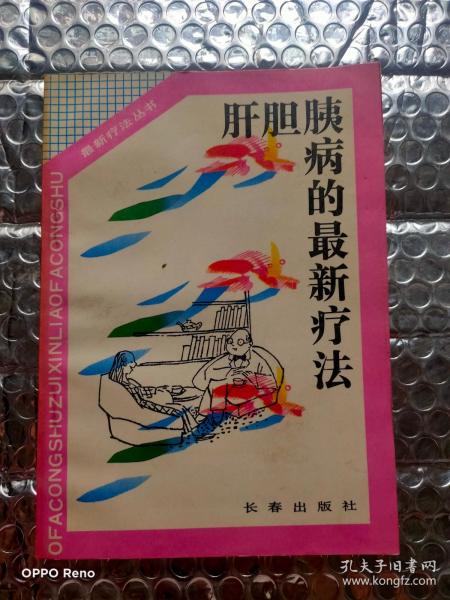 最新疗法丛书
肝胆胰病的最新疗法
OFACONGSHUZUIXINLIAOFACONGSHU
长春出版社
OPPO Reno
孔夫子旧书网
www.kongfz.com